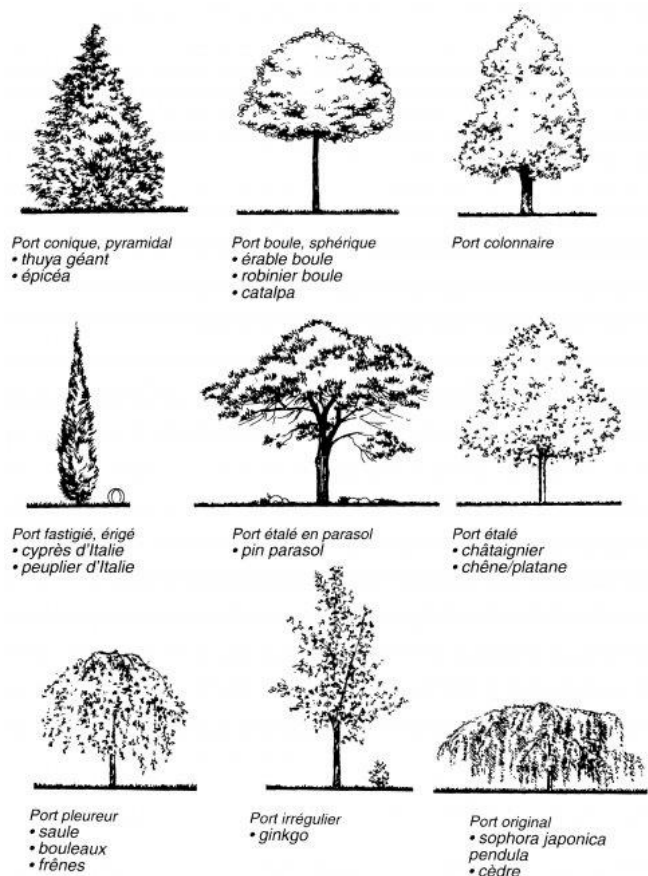 Port conique, pyramidal
• thuya géant
• épicéa
Port boule, sphérique
• érable boule
• robinier boule
• catalpa
Port colonnaire
Port fastigié, érigé
• cyprès d'Italie
• peuplier d'Italie
Port étalé en parasol
• pin parasol
Port étalé
• châtaignier
• chêne/platane
Port pleureur
• saule
• bouleaux
• frênes
Port irrégulier
• ginkgo
Port original
• sophora japonica
pendula
• cèdre